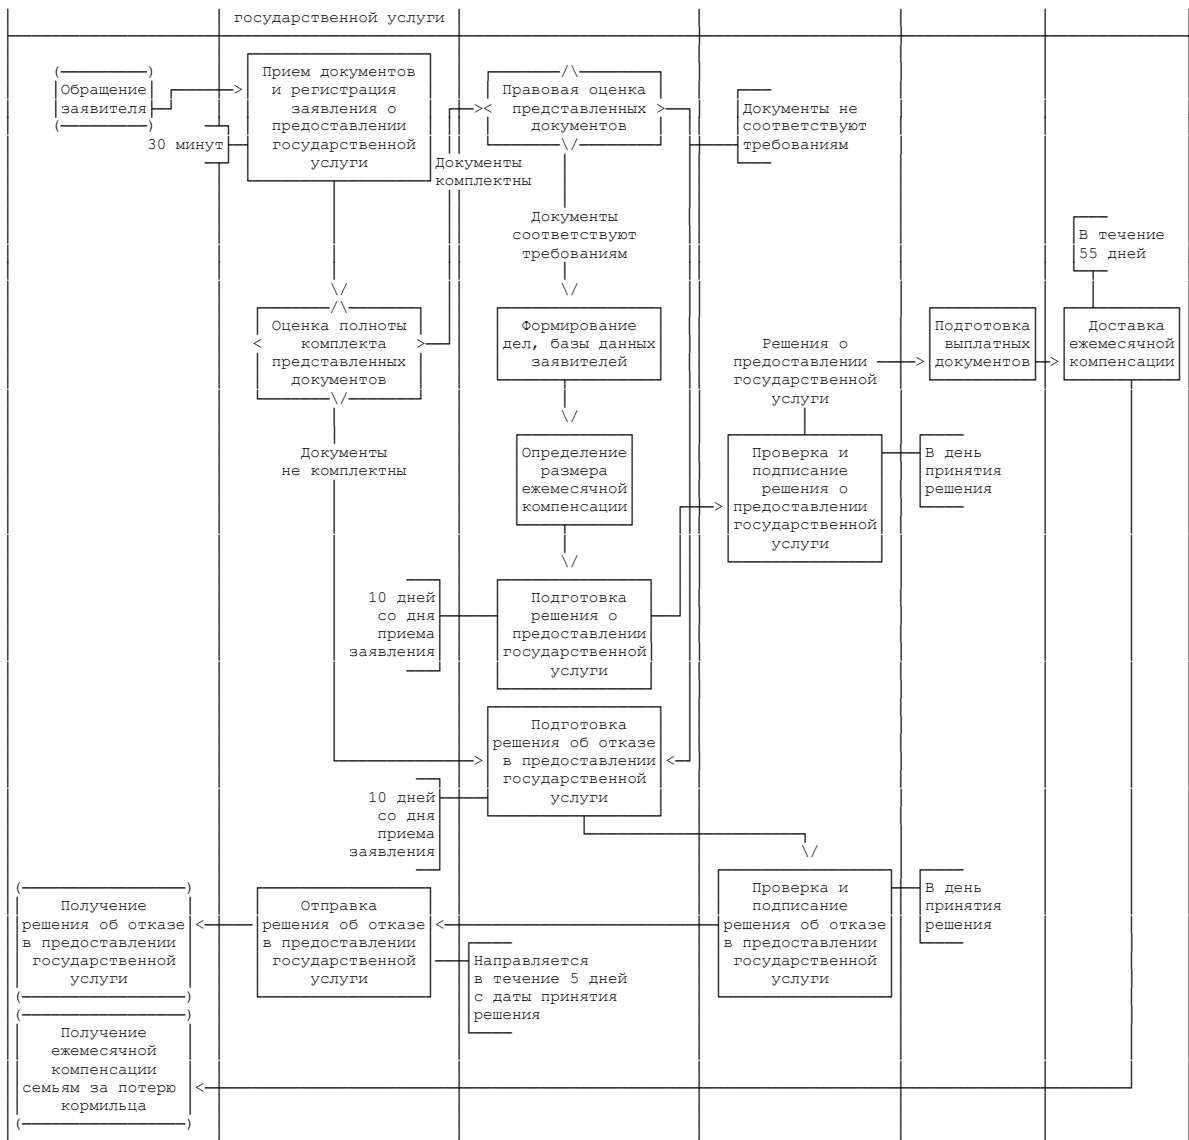 государственной услуги
Обращение
заявителя
Прием документов
и регистрация
заявления о
предоставлении
государственной
услуги
30 минут
Правовая оценка
представленных
документов
Документы не
соответствуют
требованиям
Документы
комплектны
Документы
соответствуют
требованиям
В течение
55 дней
Оценка полноты
комплекта
представленных
документов
Формирование
дел, базы данных
заявителей
Решения о
предоставлении
государственной
услуги
Подготовка
выплатных
документов
Доставка
ежемесячной
компенсации
Документы
не комплектны
Определение
размера
ежемесячной
компенсации
Проверка и
подписание
решения о
предоставлении
государственной
услуги
В день
принятия
решения
10 дней
со дня
приема
заявления
Подготовка
решения о
предоставлении
государственной
услуги
Подготовка
решения об отказе
в предоставлении
государственной
услуги
10 дней
со дня
приема
заявления
Получение
решения об отказе
в предоставлении
государственной
услуги
Отправка
решения об отказе
в предоставлении
государственной
услуги
Направляется
в течение 5 дней
с даты принятия
решения
Проверка и
подписание
решения об отказе
в предоставлении
государственной
услуги
В день
принятия
решения
Получение
ежемесячной
компенсации
семьям за потерю
кормильца